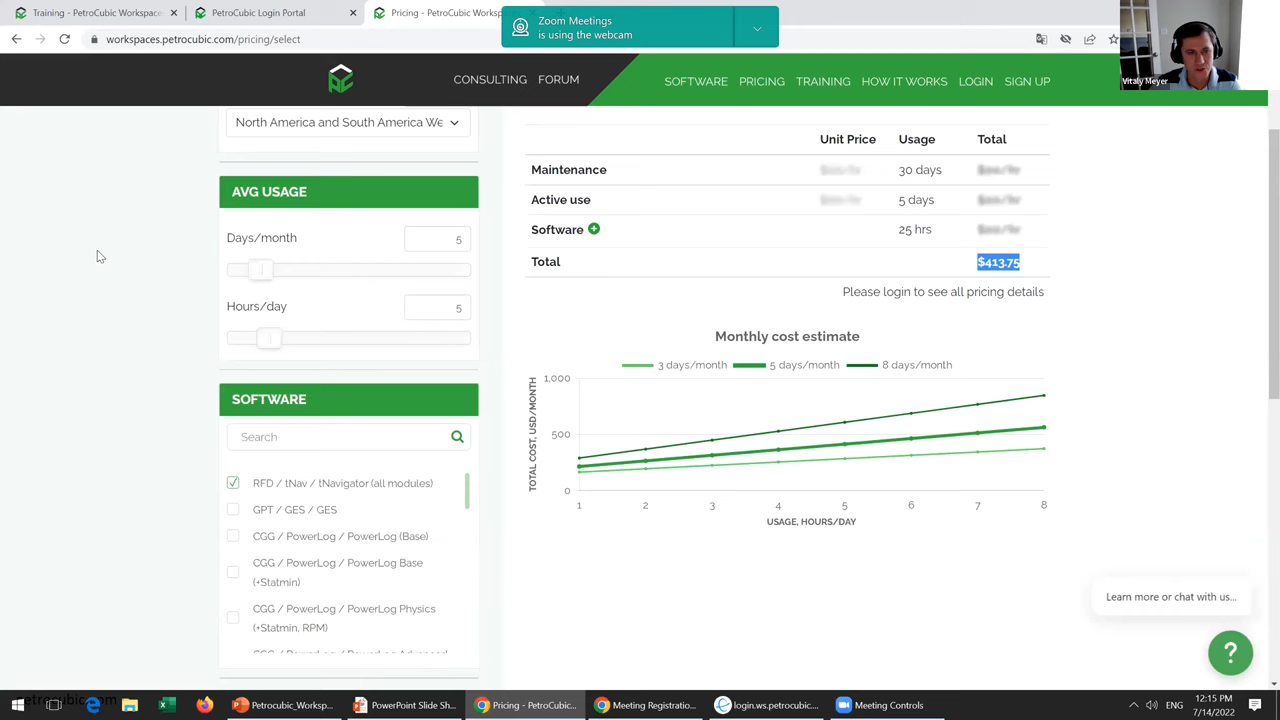 Training - PetroCubic Workspace
PetroCubic Login Portal
Pricing - PetroCubic Worksp
Zoom Meetings
is using the webcam
workspaces.petrocubic.com/pricing/select
Vitaly Meyer
CONSULTING FORUM
SOFTWARE PRICING TRAINING HOW IT WORKS LOGIN SIGN UP
North America and South America We
AVG USAGE
Days/month 5
Hours/day 5
SOFTWARE
Search
RFD / tNav / tNavigator (all modules)
GPT / GES / GES
CGG / PowerLog / PowerLog (Base)
CGG / PowerLog / PowerLog Base
(+Statmin)
CGG / PowerLog / PowerLog Physics
(+Statmin, RPM)
CGG / PowerLog / PowerLog Advanced
Unit Price Usage Total
Maintenance 30 days
Active use 5 days
Software 25 hrs
Total $413.75
Please login to see all pricing details
Monthly cost estimate
3 days/month 5 days/month 8 days/month
TOTAL COST, USD/MONTH
1,000
500
0
1 2 3 4 5 6 7 8
USAGE, HOURS/DAY
Learn more or chat with us...
?
petrocubic.com
Petrocubic_Worksp...
PowerPoint Slide Sh...
Pricing - PetroCubic...
Meeting Registratio...
login.ws.petrocubic...
Meeting Controls
ENG
12:15 PM
7/14/2022